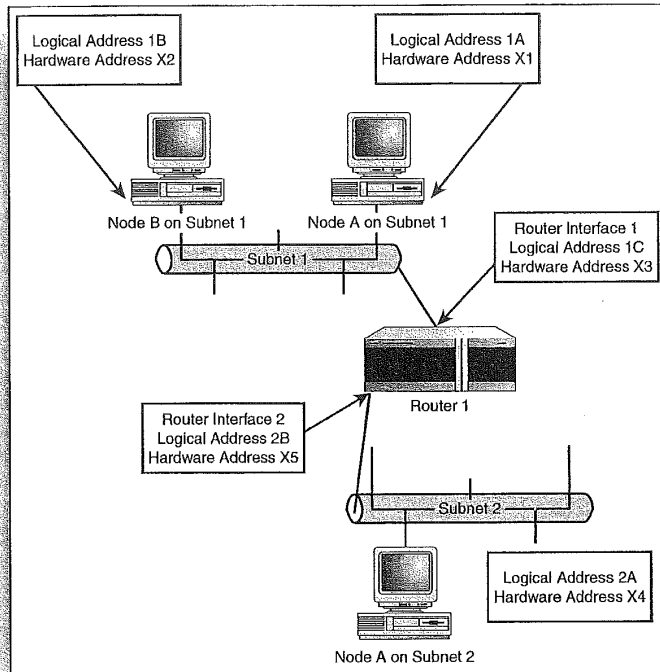 Logical Address 1B
Hardware Address X2
Logical Address 1A
Hardware Address X1
Node B on Subnet 1
Node A on Subnet 1
Subnet 1
Router Interface 1
Logical Address 1C
Hardware Address X3
Router 1
Router Interface 2
Logical Address 2B
Hardware Address X5
Subnet 2
Logical Address 2A
Hardware Address X4
Node A on Subnet 2